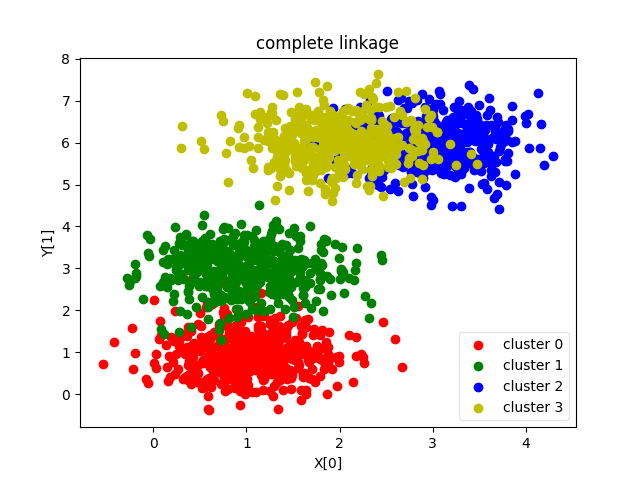 complete linkage
8
7
6
5
4
3
2
1
0
Y[1]
0 1 2 3 4
X[0]
cluster 0
cluster 1
cluster 2
cluster 3